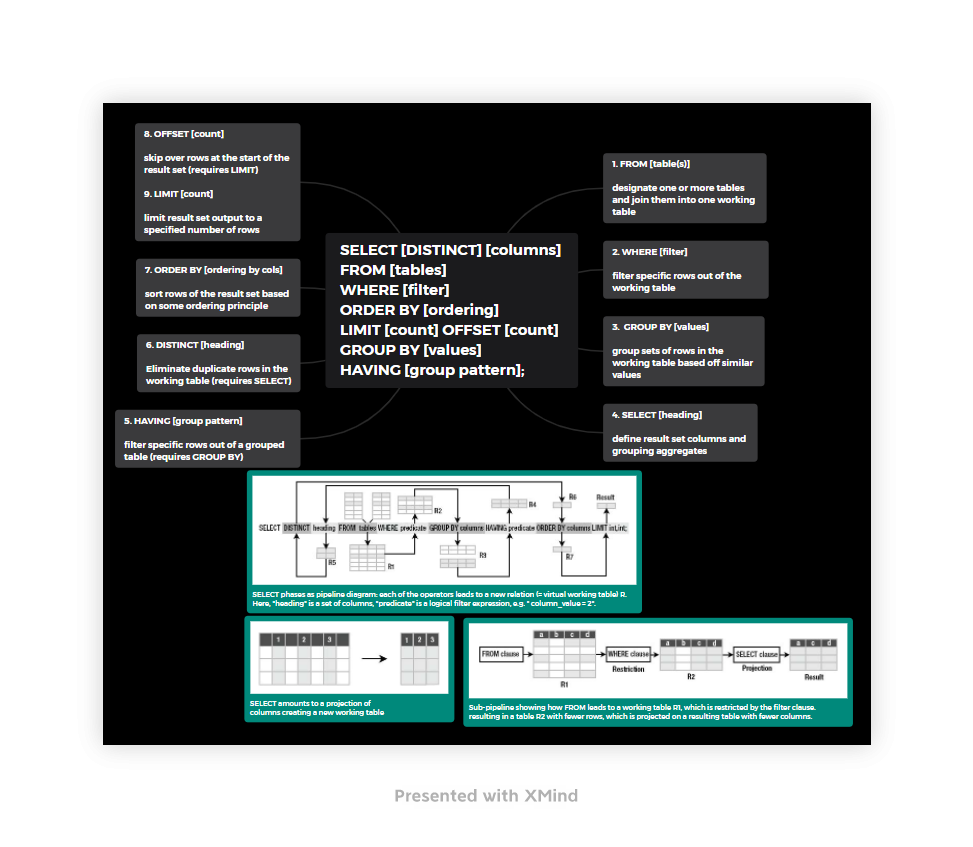 8. OFFSET [count]
skip over rows at the start of the
result set (requires LIMIT)
9. LIMIT [count]
limit result set output to a
specified number of rows
7. ORDER BY [ordering by cols]
sort rows of the result set based
on some ordering principle
6. DISTINCT [heading]
Eliminate duplicate rows in the
working table (requires SELECT)
5. HAVING [group pattern]
filter specific rows out of a grouped
table (requires GROUP BY)
SELECT [DISTINCT] [columns]
FROM [tables]
WHERE [filter]
ORDER BY [ordering]
LIMIT [count] OFFSET [count]
GROUP BY [values]
HAVING [group pattern];
1. FROM [table(s)]
designate one or more tables
and join them into one working
table
2. WHERE [filter]
filter specific rows out of the
working table
3. GROUP BY [values]
group sets of rows in the
working table based off similar
values
4. SELECT [heading]
define result set columns and
grouping aggregates
R6 Result
R2 R4
SELECT DISTINCT heading FROM tables WHERE predicate GROUP BY columns HAVING predicate ORDER BY columns LIMIT int,int;
R5 R1 R3 R7
SELECT phases as pipeline diagram: each of the operators leads to a new relation (= virtual working table) R.
Here, "heading" is a set of columns, "predicate" is a logical filter expression, e.g. " column_value = 2".
1 2 3 1 2 3
SELECT amounts to a projection of
columns creating a new working table
a b c d
a b c d
a c d
FROM clause WHERE clause SELECT clause
Restriction Projection
R1 R2 Result
Sub-pipeline showing how FROM leads to a working table R1, which is restricted by the filter clause.
resulting in a table R2 with fewer rows, which is projected on a resulting table with fewer columns.
Presented with XMind